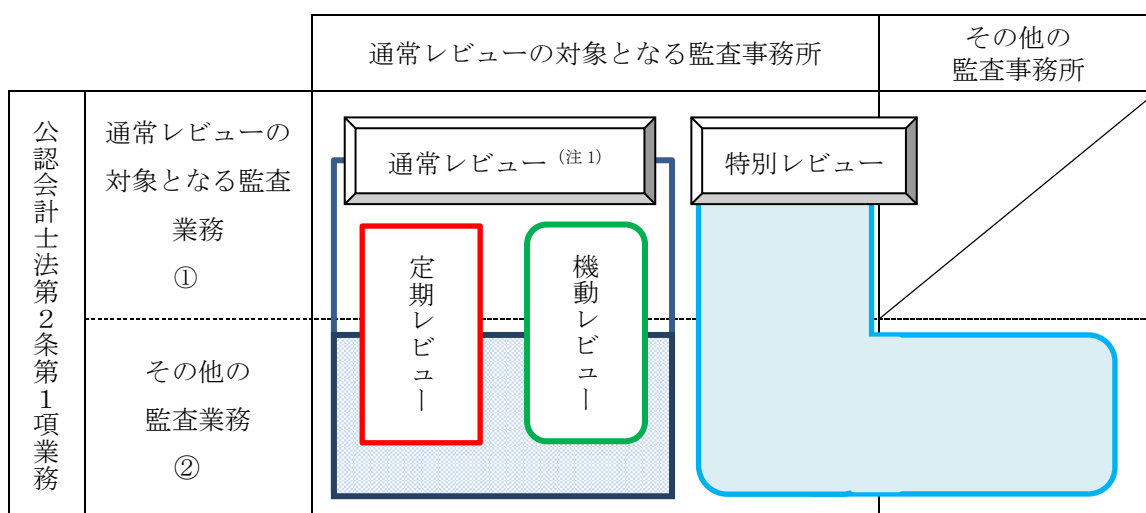 通常レビューの対象となる監査事務所
その他の
監査事務所
公認会計士法第2条第1項業務
通常レビューの
対象となる監査
業務
①
通常レビュー(注1)
特別レビュー
定期レビュー
機動レビュー
その他の
監査業務
②